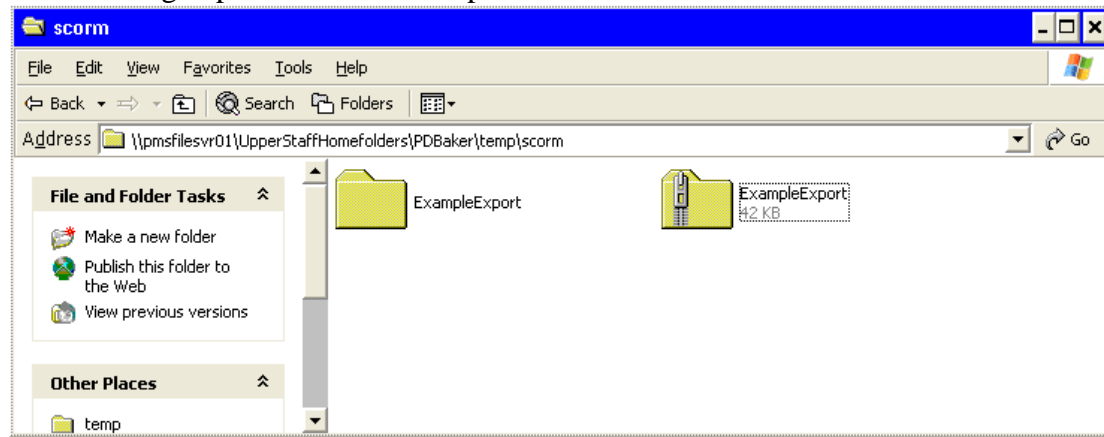 scorm
File Edit View Favorites Tools Help
Back Search Folders
Address \\pmsfilesvr01\UpperStaffHomefolders\PDBaker\temp\scorm Go
File and Folder Tasks
Make a new folder
Publish this folder to
the Web
View previous versions
Other Places
temp
ExampleExport
ExampleExport
42 KB